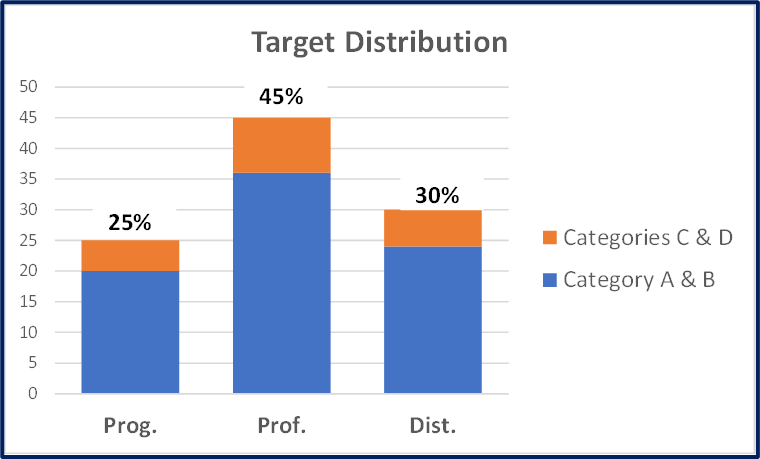 Target Distribution
50
45
40
35
30
25
20
15
10
5
0
25%
45%
30%
Prog.
Prof.
Dist.
Categories C & D
Category A & B